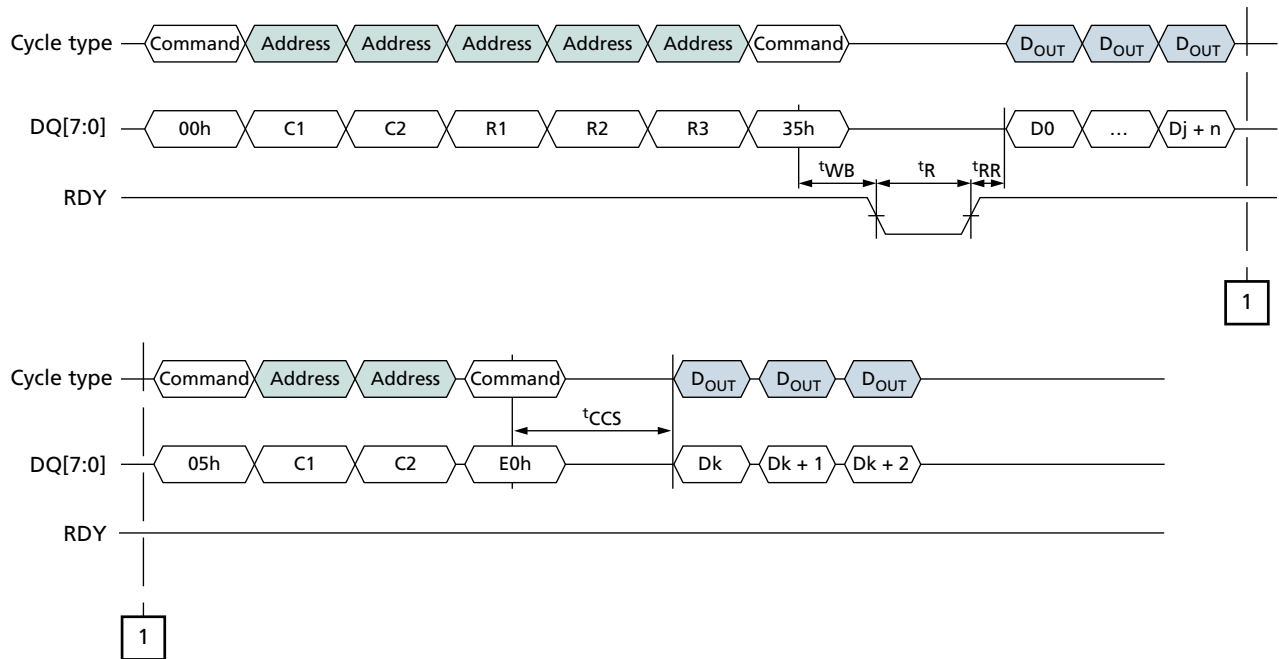 Cycle type Command Address Address Address Address Address Command DOUT DOUT DOUT
DQ[7:0] 00h C1 C2 R1 R2 R3 35h D0 … Dj + n
tWB tR tRR
RDY
1
Cycle type Command Address Address Command DOUT DOUT DOUT
tCCS
DQ[7:0] 05h C1 C2 E0h Dk Dk + 1 Dk + 2
RDY
1